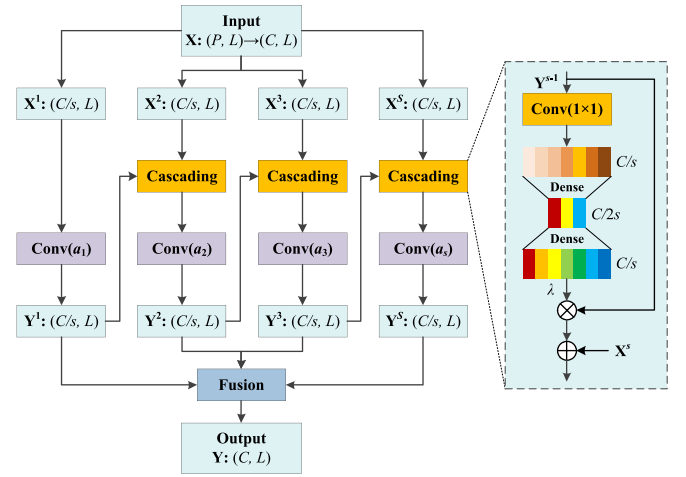 Input
X: (P, L)→(C, L)
X¹: (C/s, L)
X²: (C/s, L)
X³: (C/s, L)
Xˢ: (C/s, L)
Cascading
Cascading
Cascading
Conv(a₁)
Conv(a₂)
Conv(a₃)
Conv(aₛ)
Y¹: (C/s, L)
Y²: (C/s, L)
Y³: (C/s, L)
Yˢ: (C/s, L)
Fusion
Output
Y: (C, L)
Yˢ⁻¹
Conv(1×1)
C/s
Dense
C/2s
Dense
C/s
λ
Xˢ